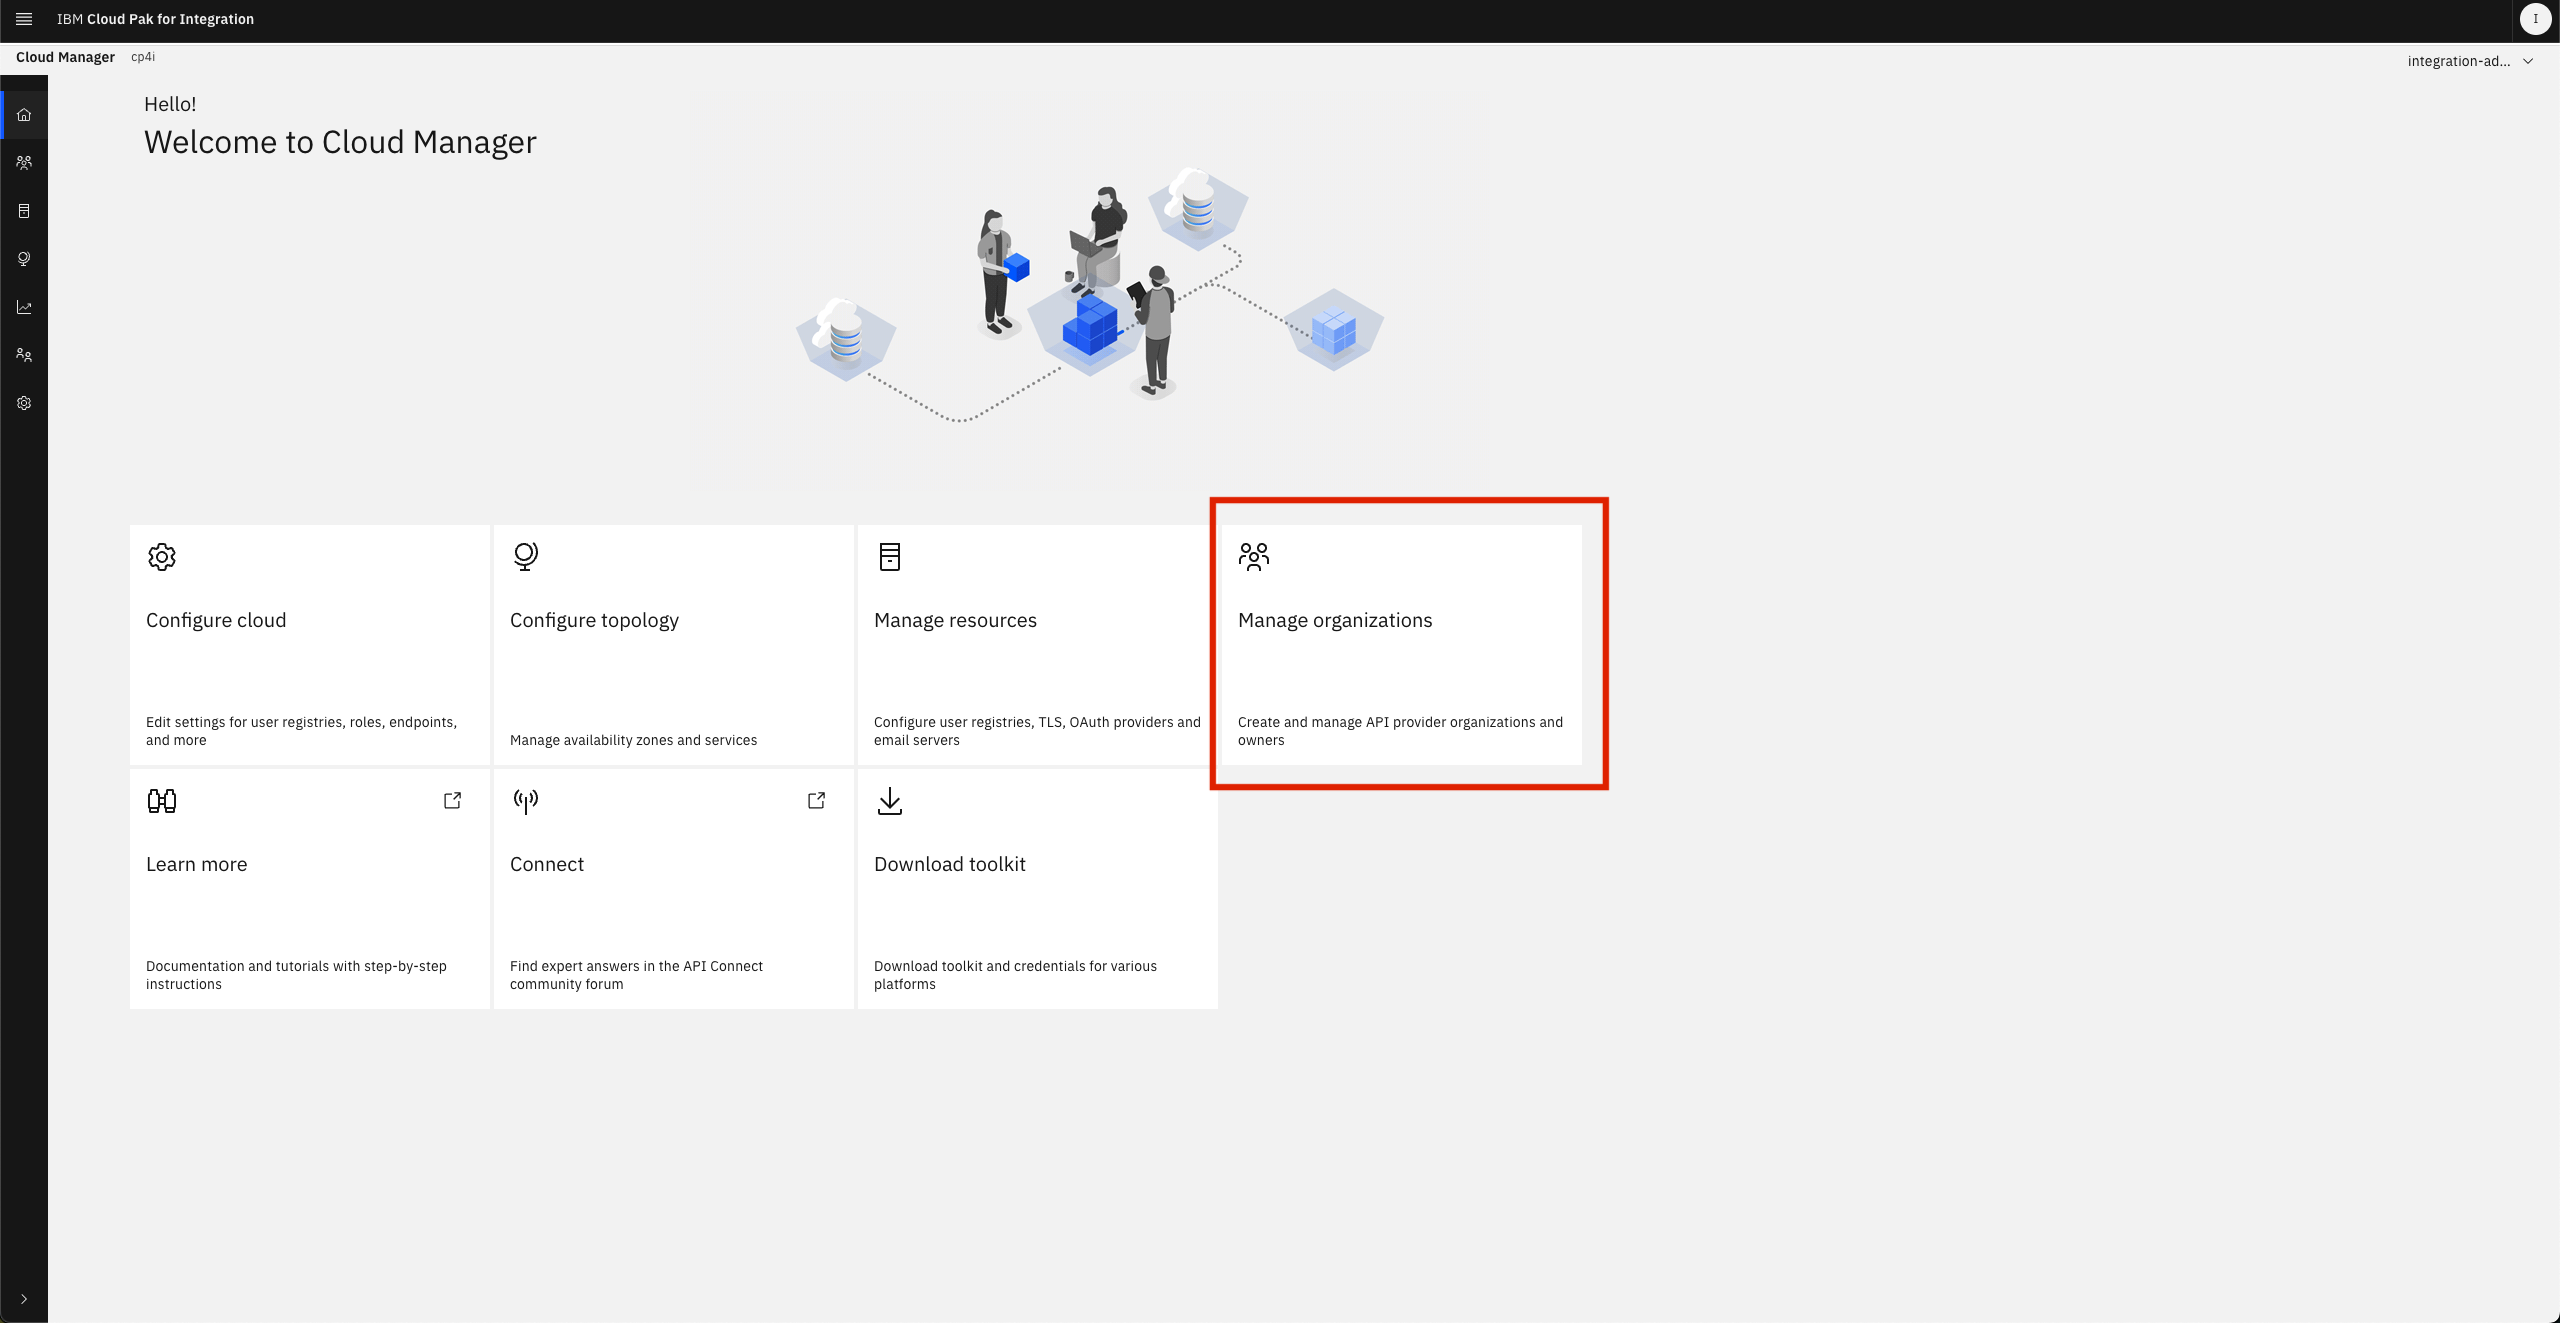 IBM Cloud Pak for Integration
I
Cloud Manager cp4i
integration-ad...
Hello!
Welcome to Cloud Manager
Configure cloud
Edit settings for user registries, roles, endpoints,
and more
Configure topology
Manage availability zones and services
Manage resources
Configure user registries, TLS, OAuth providers and
email servers
Manage organizations
Create and manage API provider organizations and
owners
Learn more
Documentation and tutorials with step-by-step
instructions
Connect
Find expert answers in the API Connect
community forum
Download toolkit
Download toolkit and credentials for various
platforms